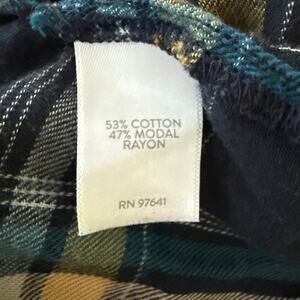 53% COTTON
47% MODAL
RAYON
RN 97641